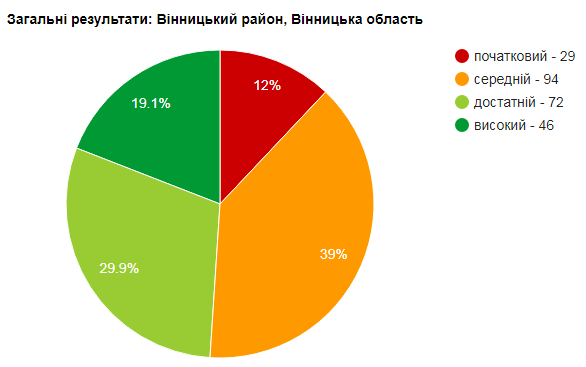 Загальні результати: Вінницький район, Вінницька область
початковий - 29
середній - 94
достатній - 72
високий - 46
12%
19.1%
39%
29.9%